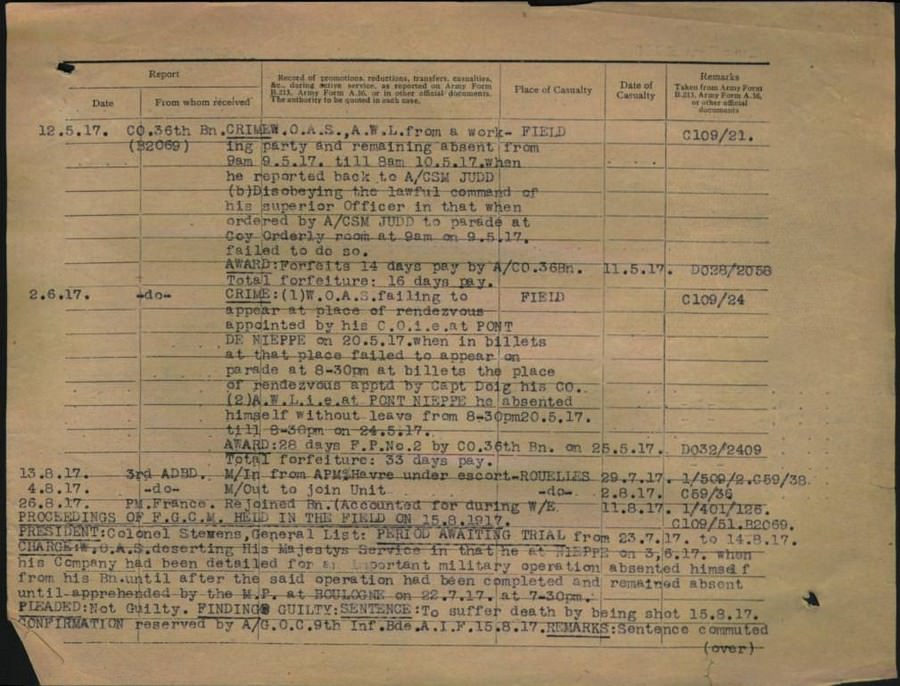 Report
Record of promotions, reductions, transfers, casualties,
&c., during active service, as reported on Army Form
B.213, Army Form A.36, or in other official documents.
The authority to be quoted in each case.
Place of Casualty
Date of
Casualty
Remarks
Taken from Army Form
B.213, Army Form A.36,
or other official
documents
Date
From whom received
12.5.17. CO.36th Bn. CRIME W.O.A.S.,A.W.L.from a work- FIELD C109/21.
(B2069) ing party and remaining absent from
9am 9.5.17. till 8am 10.5.17.when
he reported back to A/CSM JUDD
(b)Disobeying the lawful command of
his superior Officer in that when
ordered by A/CSM JUDD to parade at
Coy Orderly room at 9am on 9.5.17.
failed to do so.
AWARD:Forfeits 14 days pay by A/CO.36Bn. 11.5.17. D028/2058
Total forfeiture: 16 days pay.
2.6.17. -do- CRIME:(1)W.O.A.S.failing to FIELD C109/24
appear at place of rendezvous
appointed by his C.O.i.e.at PONT
DE NIEPPE on 20.5.17.when in billets
at that place failed to appear on
parade at 8-30pm at billets the place
of rendezvous apptd by Capt Doig his CO.
(2)A.W.L.i.e.at PONT NIEPPE he absented
himself without leave from 8-30pm20.5.17.
till 8-30pm on 24.5.17.
AWARD:28 days F.P.No.2 by CO.36th Bn. on 25.5.17. D032/2409
Total forfeiture: 33 days pay.
13.8.17. 3rd ADBD. M/In from APM:Havre under escort-ROUELLES 29.7.17. 1/509/2.C59/38.
4.8.17. -do- M/Out to join Unit -do- 2.8.17. C59/36
26.8.17. FM.France. Rejoined Bn.(Accounted for during W/E 11.8.17. 1/401/125.
PROCEEDINGS OF F.G.C.M. HELD IN THE FIELD ON 15.8.1917. C109/51.B2069.
PRESIDENT:Colonel Stewens,General List: PERIOD AWAITING TRIAL from 23.7.17. to 14.8.17.
CHARGE:W.O.A.S.deserting His Majestys Service in that he at NIEPPE on 3.6.17. when
his Company had been detailed for an important military operation absented himself
from his Bn.until after the said operation had been completed and remained absent
until apprehended by the M.P. at BOULOGNE on 22.7.17. at 7-30pm.
PLEADED:Not Guilty. FINDING GUILTY:SENTENCE:To suffer death by being shot 15.8.17.
CONFIRMATION reserved by A/G.O.C.9th Inf.Bde.A.I.F.15.8.17.REMARKS:Sentence commuted
(over)